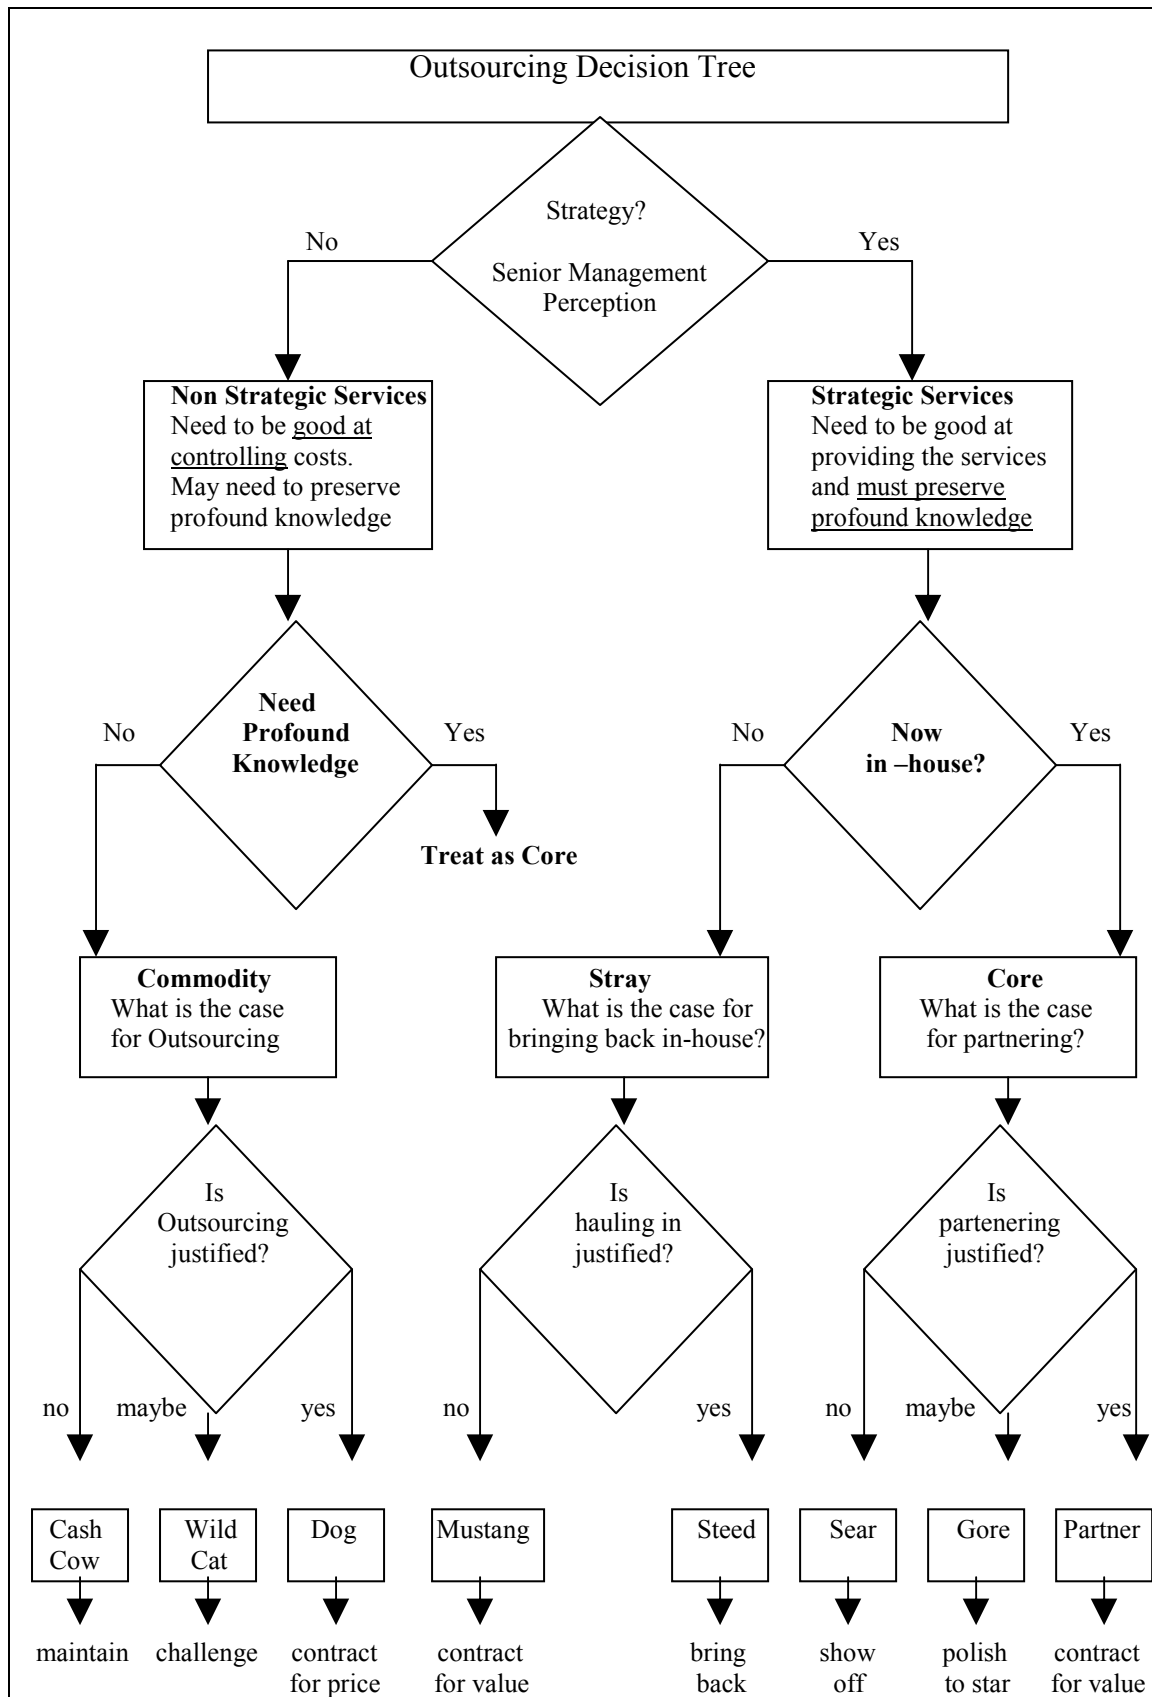 Outsourcing Decision Tree
Strategy?
No
Yes
Senior Management
Perception
Non Strategic Services
Need to be good at
controlling costs.
May need to preserve
profound knowledge
Strategic Services
Need to be good at
providing the services
and must preserve
profound knowledge
Need
Profound
Knowledge
No
Yes
Treat as Core
Now
in –house?
No
Yes
Commodity
What is the case
for Outsourcing
Stray
What is the case for
bringing back in-house?
Core
What is the case
for partnering?
Is
Outsourcing
justified?
Is
hauling in
justified?
Is
partenering
justified?
no
maybe
yes
no
yes
no
maybe
yes
Cash
Cow
Wild
Cat
Dog
Mustang
Steed
Sear
Gore
Partner
maintain
challenge
contract
for price
contract
for value
bring
back
show
off
polish
to star
contract
for value